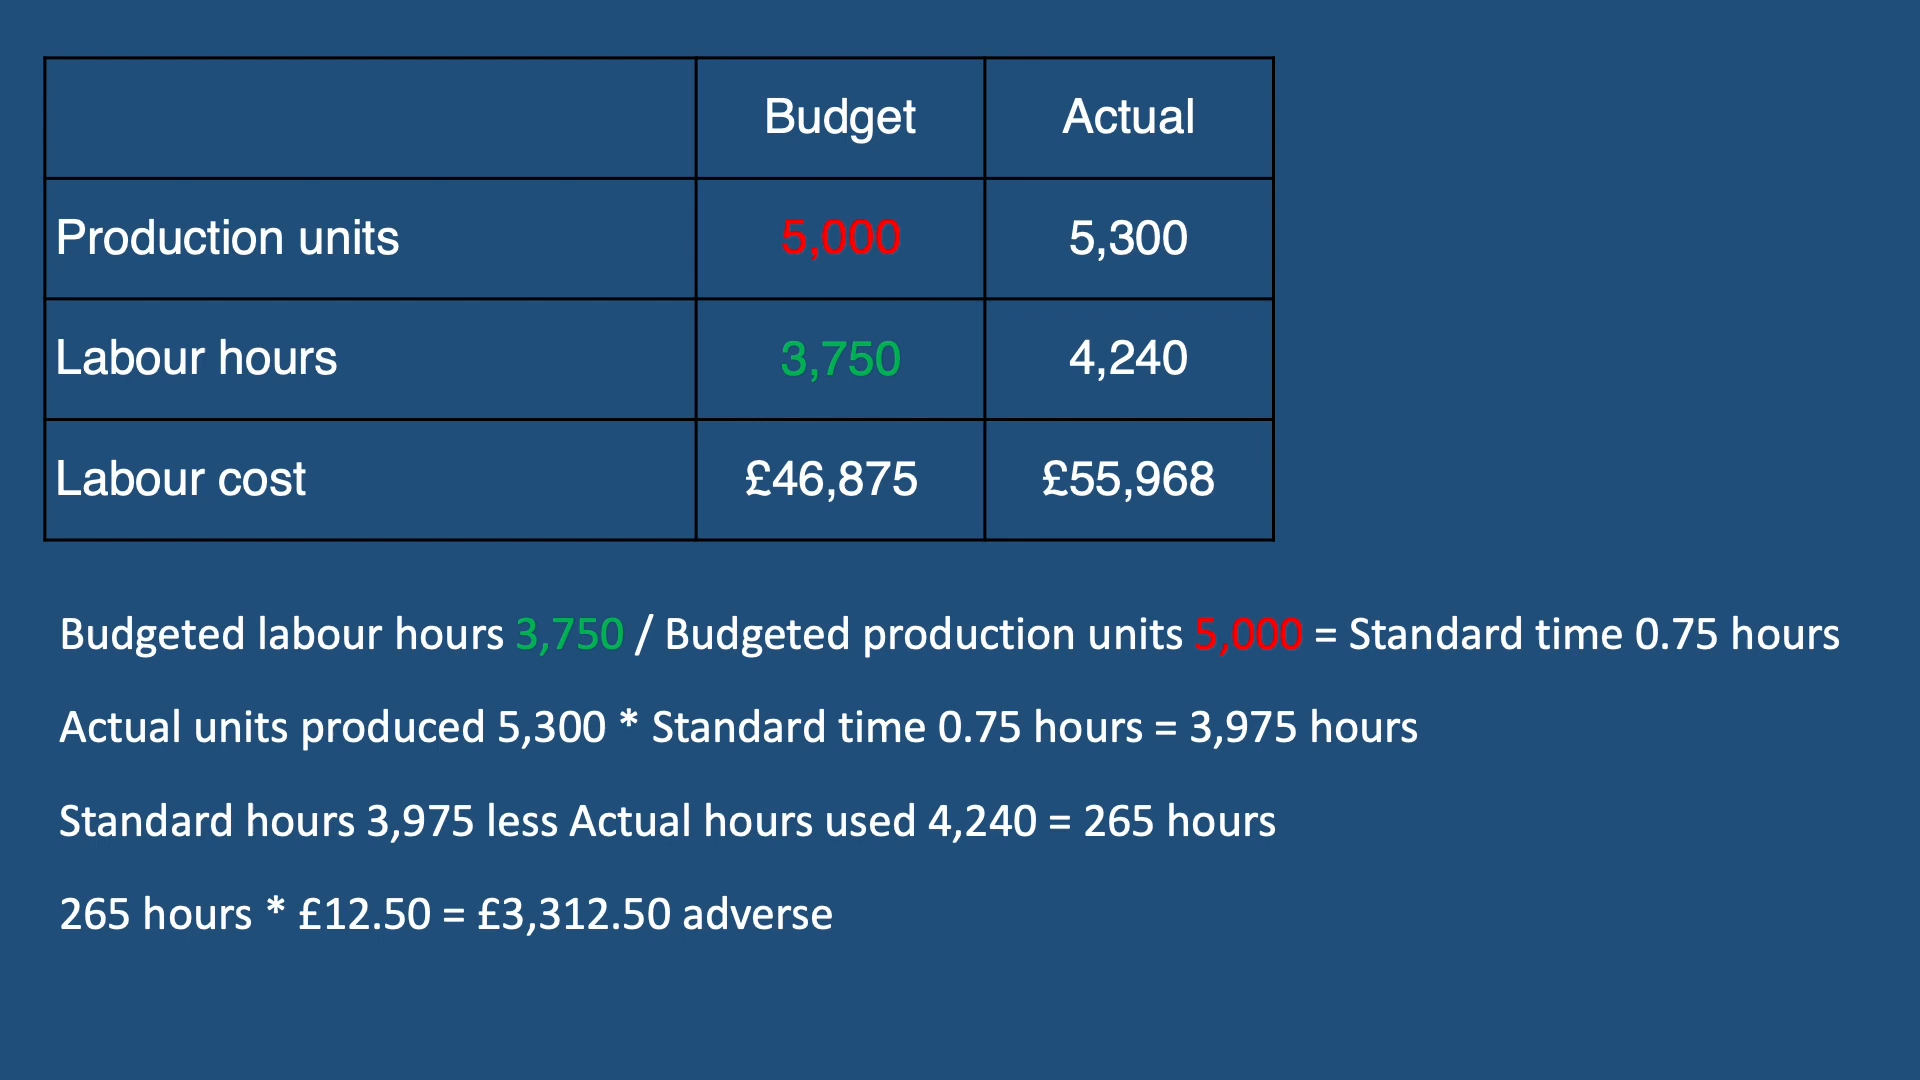 Budget Actual
Production units 5,000 5,300
Labour hours 3,750 4,240
Labour cost £46,875 £55,968
Budgeted labour hours 3,750 / Budgeted production units 5,000 = Standard time 0.75 hours
Actual units produced 5,300 * Standard time 0.75 hours = 3,975 hours
Standard hours 3,975 less Actual hours used 4,240 = 265 hours
265 hours * £12.50 = £3,312.50 adverse